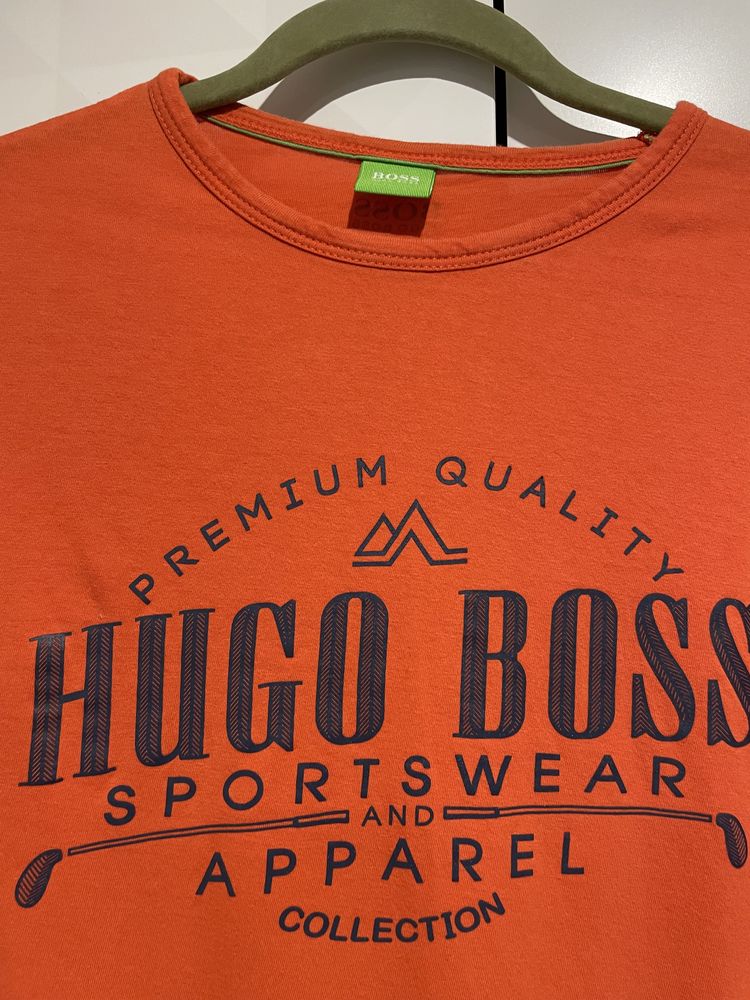 BOSS
PREMIUM QUALITY
HUGO BOSS
SPORTSWEAR
AND
APPAREL
COLLECTION